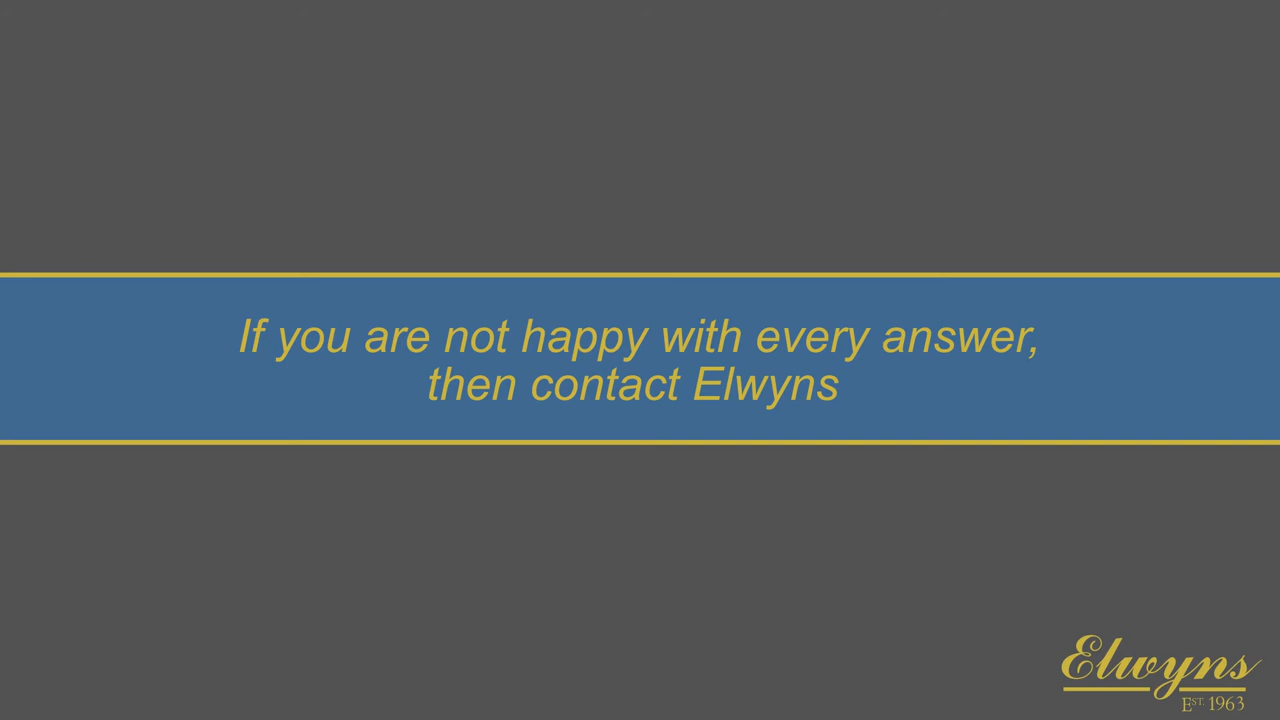 If you are not happy with every answer,
then contact Elwyns
Elwyns
EST. 1963